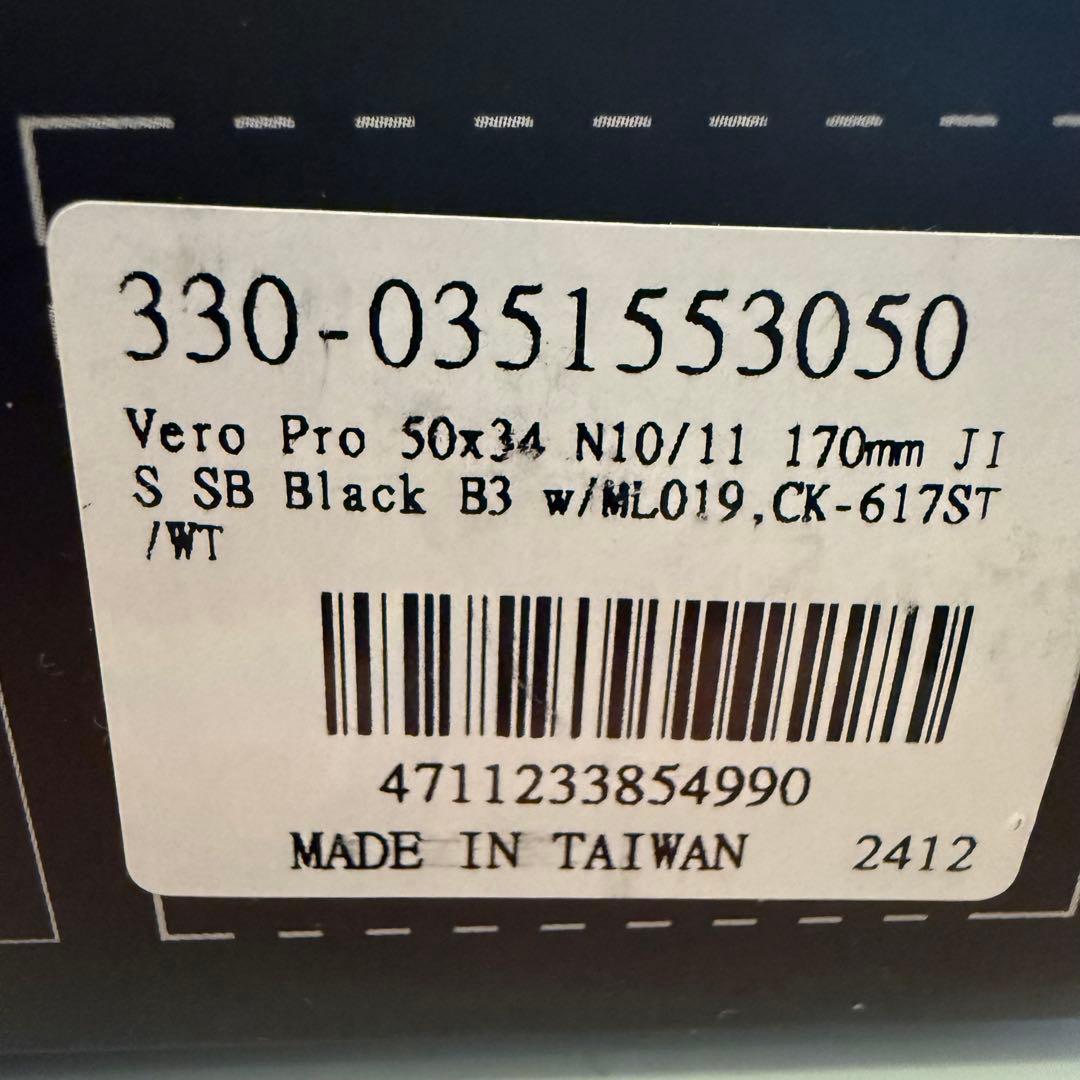 330-0351553050
Vero Pro 50x34 N10/11 170mm JI
S SB Black B3 w/ML019,CK-617ST
/WT
4711233854990
MADE IN TAIWAN 2412